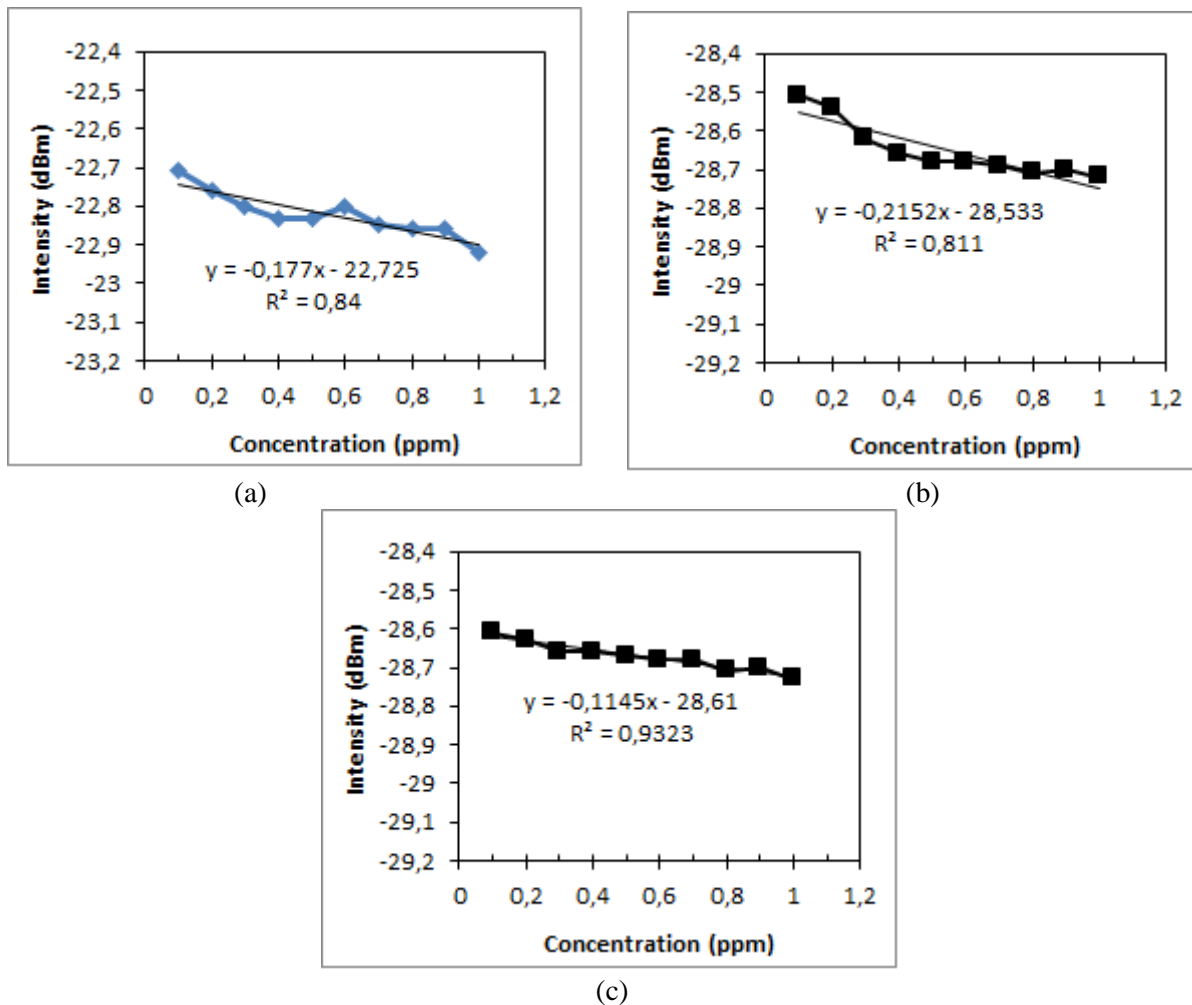 -22,4
-22,5
-22,6
-22,7
-22,8
-22,9
-23
-23,1
-23,2
Intensity (dBm)
y = -0,177x - 22,725
R² = 0,84
0 0,2 0,4 0,6 0,8 1 1,2
Concentration (ppm)
(a)
-28,4
-28,5
-28,6
-28,7
-28,8
-28,9
-29
-29,1
-29,2
Intensity (dBm)
y = -0,2152x - 28,533
R² = 0,811
0 0,2 0,4 0,6 0,8 1 1,2
Concentration (ppm)
(b)
-28,4
-28,5
-28,6
-28,7
-28,8
-28,9
-29
-29,1
-29,2
Intensity (dBm)
y = -0,1145x - 28,61
R² = 0,9323
0 0,2 0,4 0,6 0,8 1 1,2
Concentration (ppm)
(c)